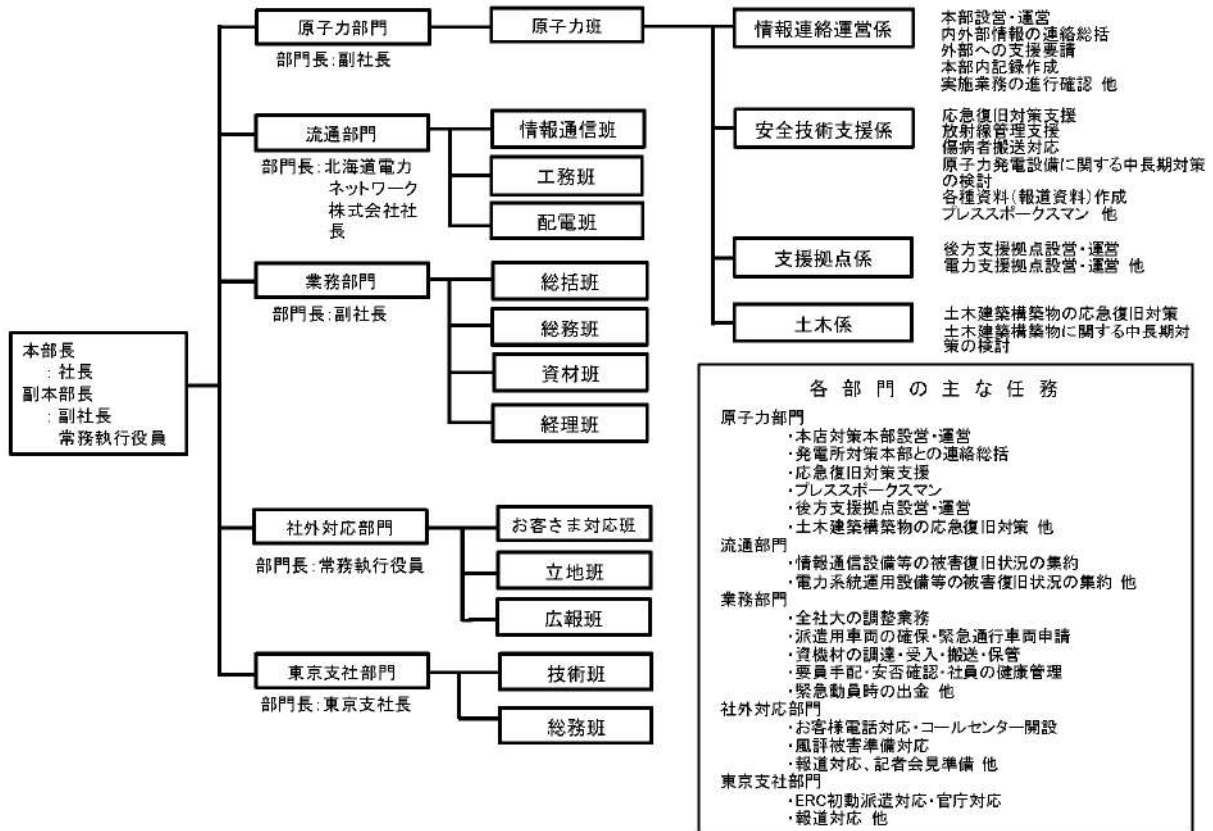 本部長
：社長
副本部長
：副社長
常務執行役員
原子力部門
部門長：副社長
原子力班
情報連絡運営係
本部設営・運営
内外部情報の連絡総括
外部への支援要請
本部内記録作成
実施業務の進行確認 他
安全技術支援係
応急復旧対策支援
放射線管理支援
傷病者搬送対応
原子力発電設備に関する中長期対策
の検討
各種資料(報道資料)作成
プレススポークスマン 他
支援拠点係
後方支援拠点設営・運営
電力支援拠点設営・運営 他
土木係
土木建築構築物の応急復旧対策
土木建築構築物に関する中長期対
策の検討
流通部門
部門長：北海道電力
ネットワーク
株式会社社
長
情報通信班
工務班
配電班
業務部門
部門長：副社長
総括班
総務班
資材班
経理班
社外対応部門
部門長：常務執行役員
お客さま対応班
立地班
広報班
東京支社部門
部門長：東京支社長
技術班
総務班
各部門の主な任務
原子力部門
・本店対策本部設営・運営
・発電所対策本部との連絡総括
・応急復旧対策支援
・プレススポークスマン
・後方支援拠点設営・運営
・土木建築構築物の応急復旧対策 他
流通部門
・情報通信設備等の被害復旧状況の集約
・電力系統運用設備等の被害復旧状況の集約 他
業務部門
・全社大の調整業務
・派遣用車両の確保・緊急通行車両申請
・資機材の調達・受入・搬送・保管
・要員手配・安否確認・社員の健康管理
・緊急動員時の出金 他
社外対応部門
・お客様電話対応・コールセンター開設
・風評被害準備対応
・報道対応、記者会見準備 他
東京支社部門
・ERC初動派遣対応・官庁対応
・報道対応 他